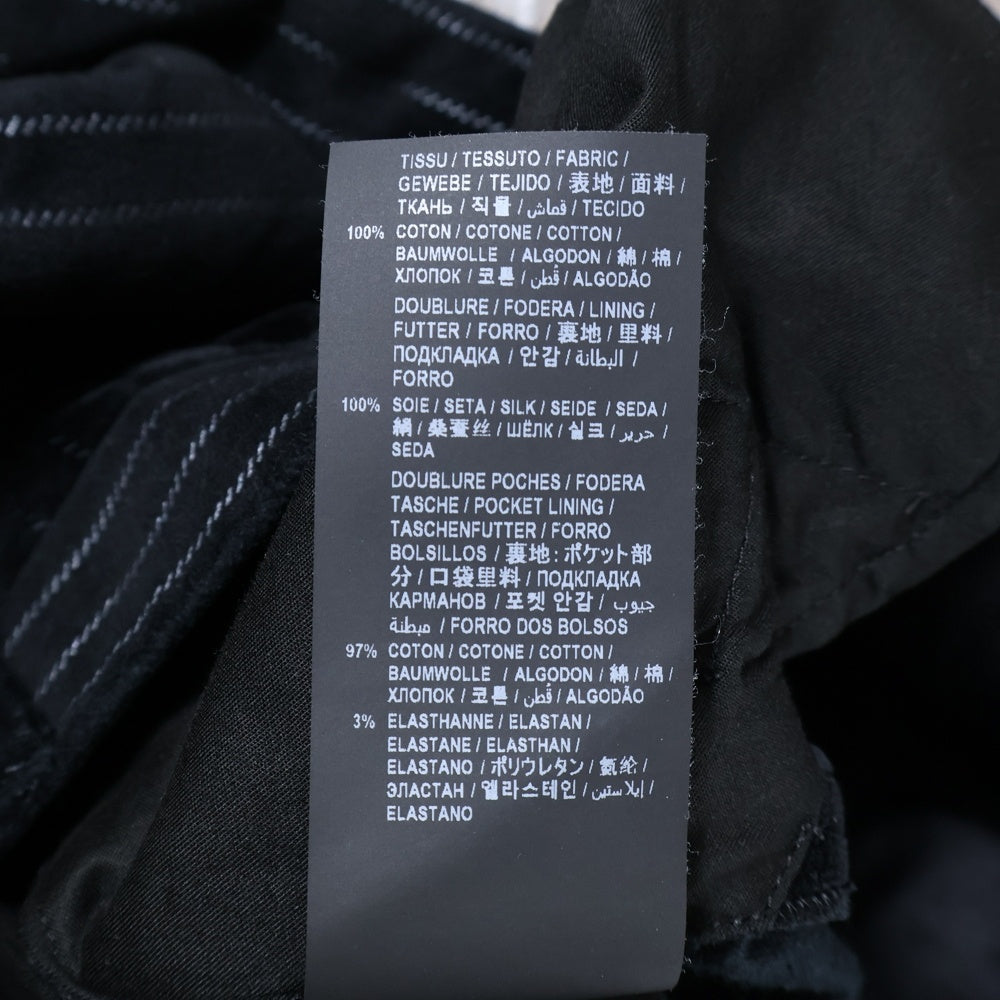 TISSU / TESSUTO / FABRIC /
GEWEBE / TEJIDO / 表地 / 面料 /
ТКАНЬ / 직물 / قماش / TECIDO
100% COTON / COTONE / COTTON /
BAUMWOLLE / ALGODON / 綿 / 棉 /
ХЛОПОК / 코튼 / قُطن / ALGODÃO
DOUBLURE / FODERA / LINING /
FUTTER / FORRO / 裏地 / 里料 /
ПОДКЛАДКА / 안감 / البطانة /
FORRO
100% SOIE / SETA / SILK / SEIDE / SEDA /
絹 / 桑蚕丝 / ШЁЛК / 실크 / حرير /
SEDA
DOUBLURE POCHES / FODERA
TASCHE / POCKET LINING /
TASCHENFUTTER / FORRO
BOLSILLOS / 裏地:ポケット部
分 / 口袋里料 / ПОДКЛАДКА
КАРМАНОВ / 포켓 안감 / جيوب
مبطنة / FORRO DOS BOLSOS
97% COTON / COTONE / COTTON /
BAUMWOLLE / ALGODON / 綿 / 棉 /
ХЛОПОК / 코튼 / قُطن / ALGODÃO
3% ELASTHANNE / ELASTAN /
ELASTANE / ELASTHAN /
ELASTANO / ポリウレタン / 氨纶 /
ЭЛАСТАН / 엘라스테인 / إيلاستين /
ELASTANO